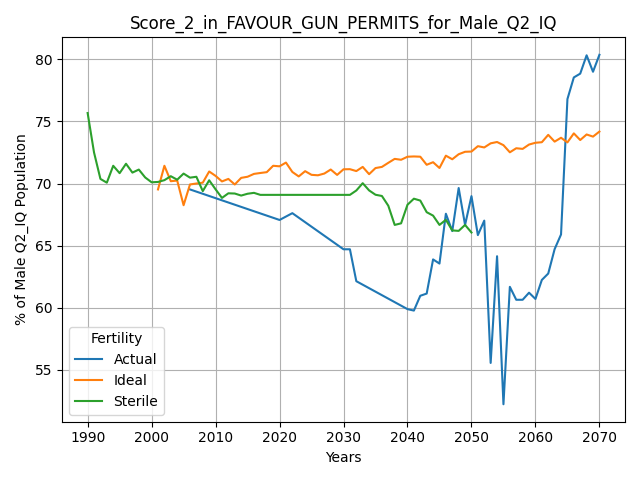 Score_2_in_FAVOUR_GUN_PERMITS_for_Male_Q2_IQ
% of Male Q2_IQ Population
80
75
70
65
60
55
Fertility
Actual
Ideal
Sterile
1990 2000 2010 2020 2030 2040 2050 2060 2070
Years